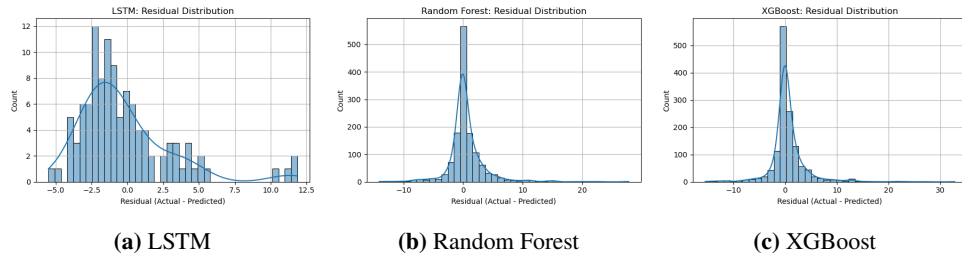 LSTM: Residual Distribution
12
10
8
6
4
2
0
Count
−5.0 −2.5 0.0 2.5 5.0 7.5 10.0 12.5
Residual (Actual - Predicted)
(a) LSTM
Random Forest: Residual Distribution
500
400
300
200
100
0
Count
−10 0 10 20
Residual (Actual - Predicted)
(b) Random Forest
XGBoost: Residual Distribution
500
400
300
200
100
0
Count
−10 0 10 20 30
Residual (Actual - Predicted)
(c) XGBoost